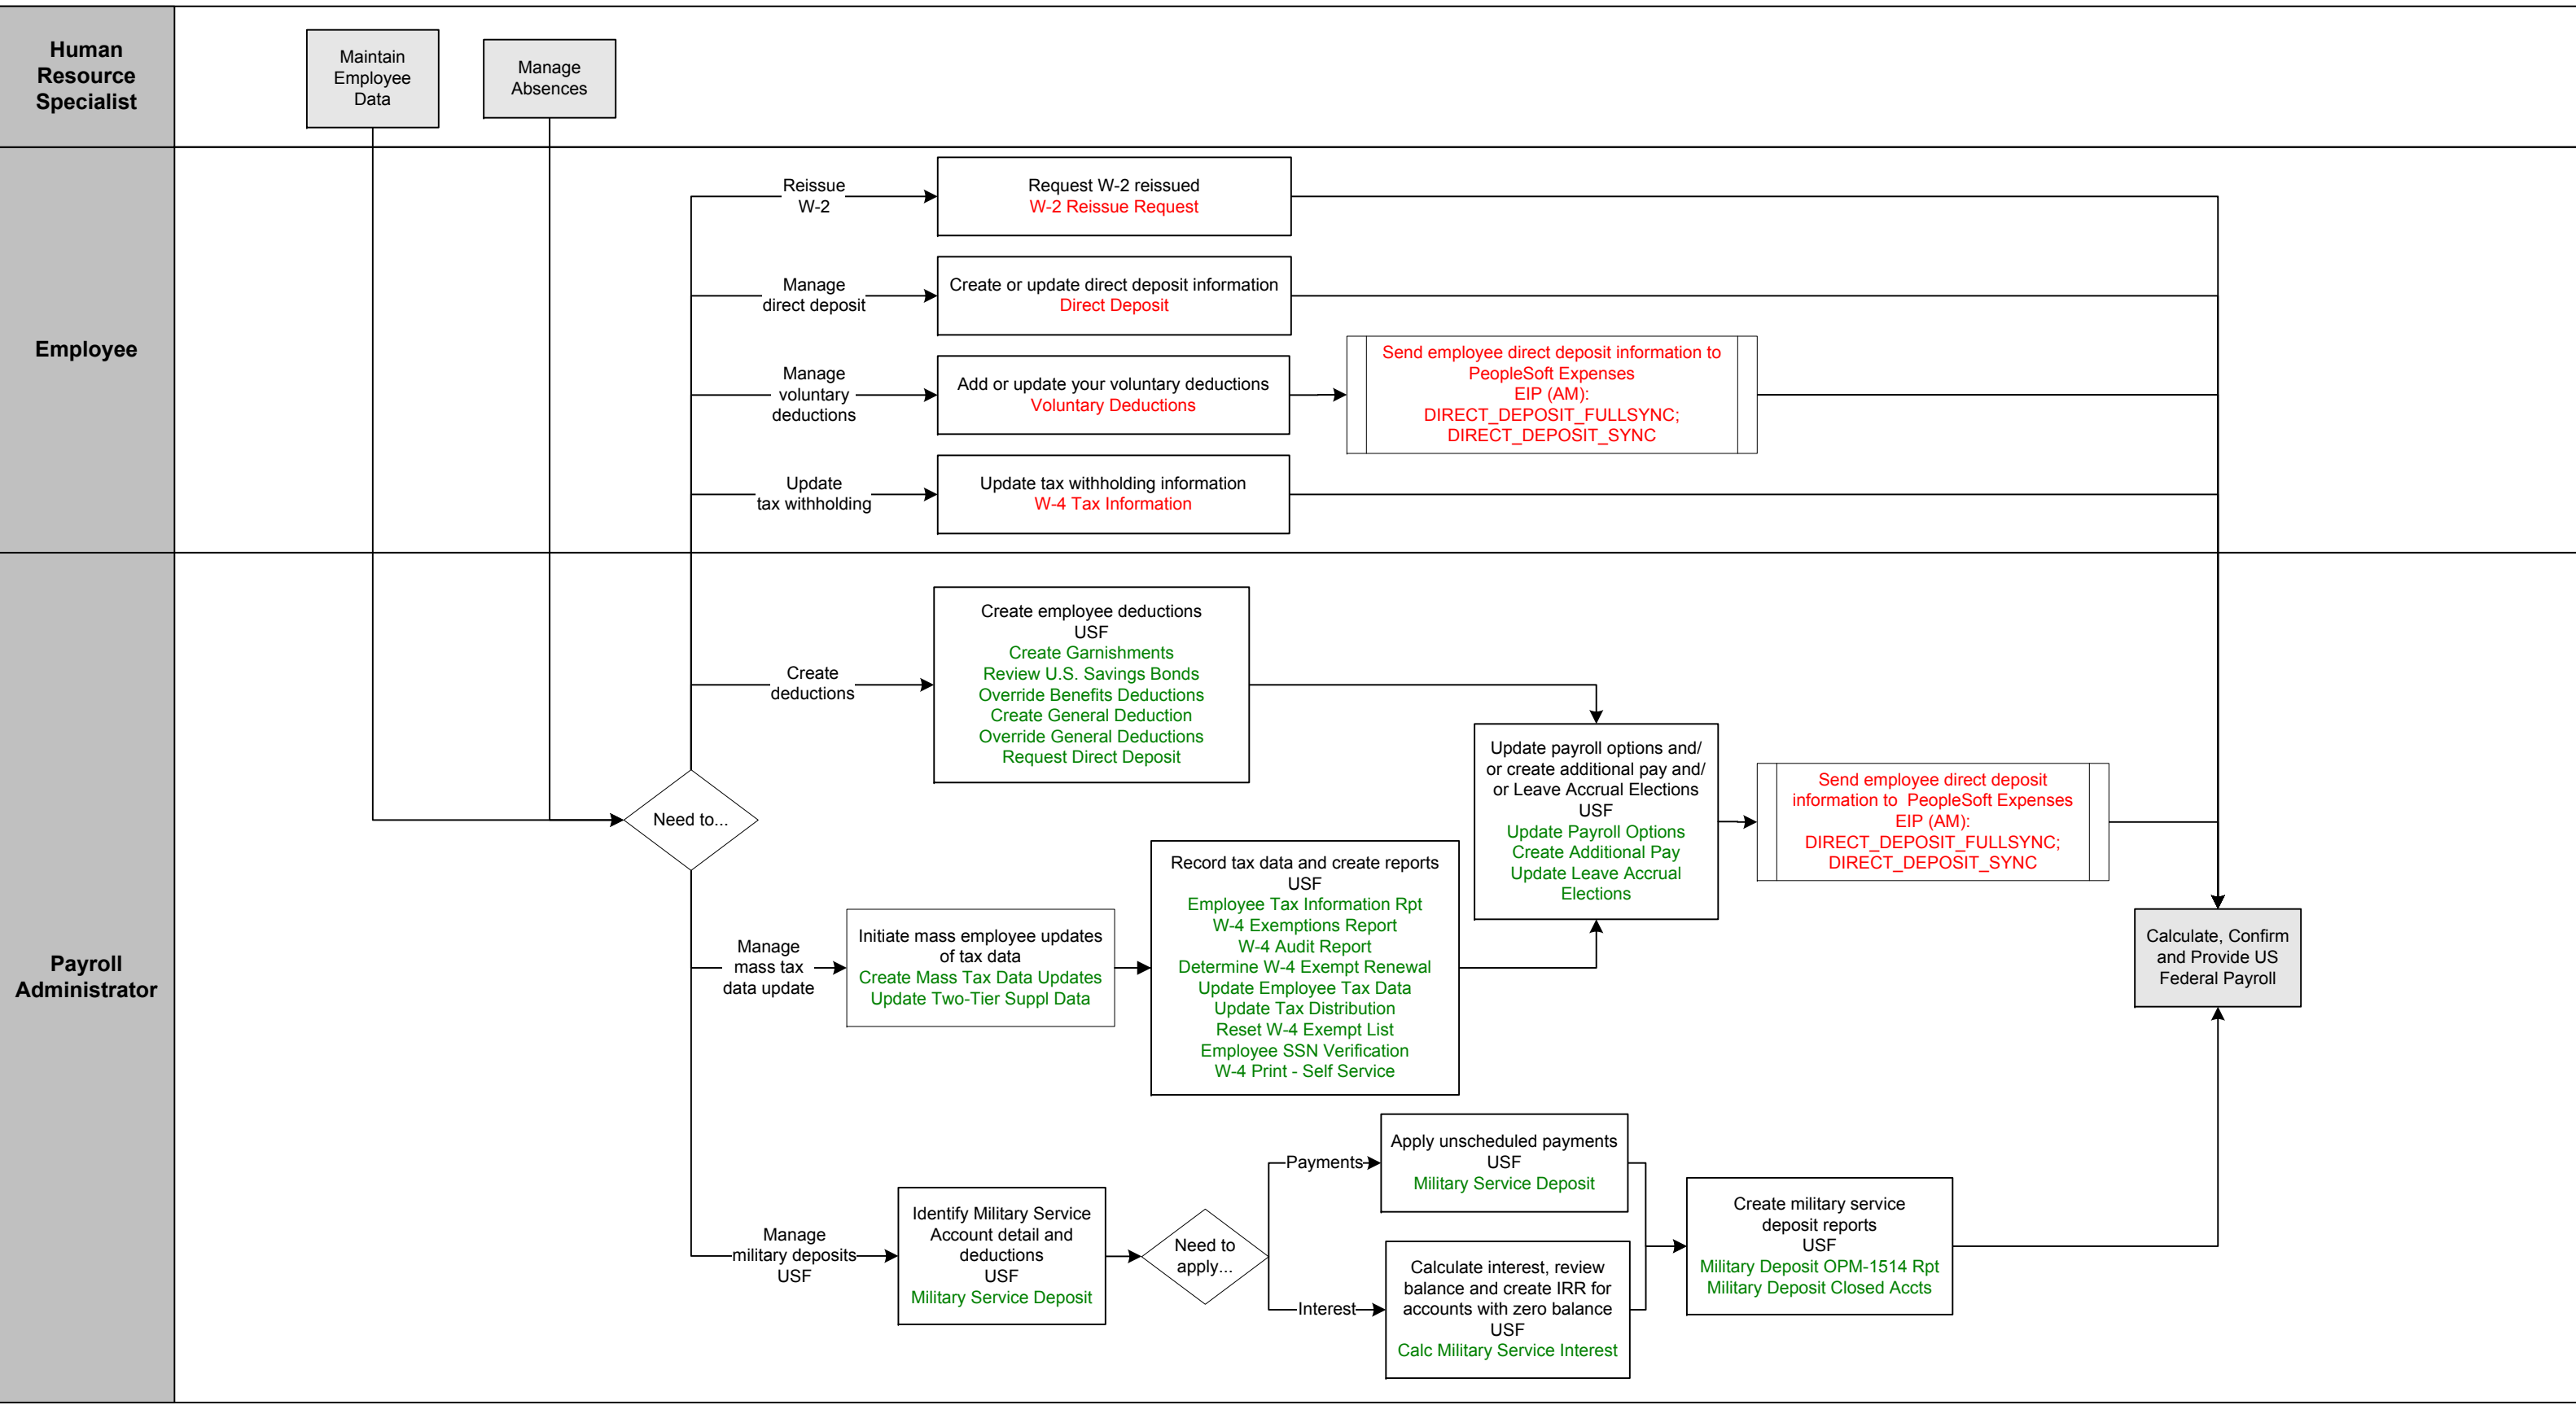 Human
Resource
Specialist
Maintain
Employee
Data
Manage
Absences
Employee
Reissue
W-2
Request W-2 reissued
W-2 Reissue Request
Manage
direct deposit
Create or update direct deposit information
Direct Deposit
Manage
voluntary
deductions
Add or update your voluntary deductions
Voluntary Deductions
Send employee direct deposit information to
PeopleSoft Expenses
EIP (AM):
DIRECT_DEPOSIT_FULLSYNC;
DIRECT_DEPOSIT_SYNC
Update
tax withholding
Update tax withholding information
W-4 Tax Information
Payroll
Administrator
Need to...
Create
deductions
Create employee deductions
USF
Create Garnishments
Review U.S. Savings Bonds
Override Benefits Deductions
Create General Deduction
Override General Deductions
Request Direct Deposit
Manage
mass tax
data update
Initiate mass employee updates
of tax data
Create Mass Tax Data Updates
Update Two-Tier Suppl Data
Record tax data and create reports
USF
Employee Tax Information Rpt
W-4 Exemptions Report
W-4 Audit Report
Determine W-4 Exempt Renewal
Update Employee Tax Data
Update Tax Distribution
Reset W-4 Exempt List
Employee SSN Verification
W-4 Print - Self Service
Update payroll options and/
or create additional pay and/
or Leave Accrual Elections
USF
Update Payroll Options
Create Additional Pay
Update Leave Accrual
Elections
Send employee direct deposit
information to  PeopleSoft Expenses
EIP (AM):
DIRECT_DEPOSIT_FULLSYNC;
DIRECT_DEPOSIT_SYNC
Calculate, Confirm
and Provide US
Federal Payroll
Manage
military deposits
USF
Identify Military Service
Account detail and
deductions
USF
Military Service Deposit
Need to
apply...
Payments
Apply unscheduled payments
USF
Military Service Deposit
Interest
Calculate interest, review
balance and create IRR for
accounts with zero balance
USF
Calc Military Service Interest
Create military service
deposit reports
USF
Military Deposit OPM-1514 Rpt
Military Deposit Closed Accts